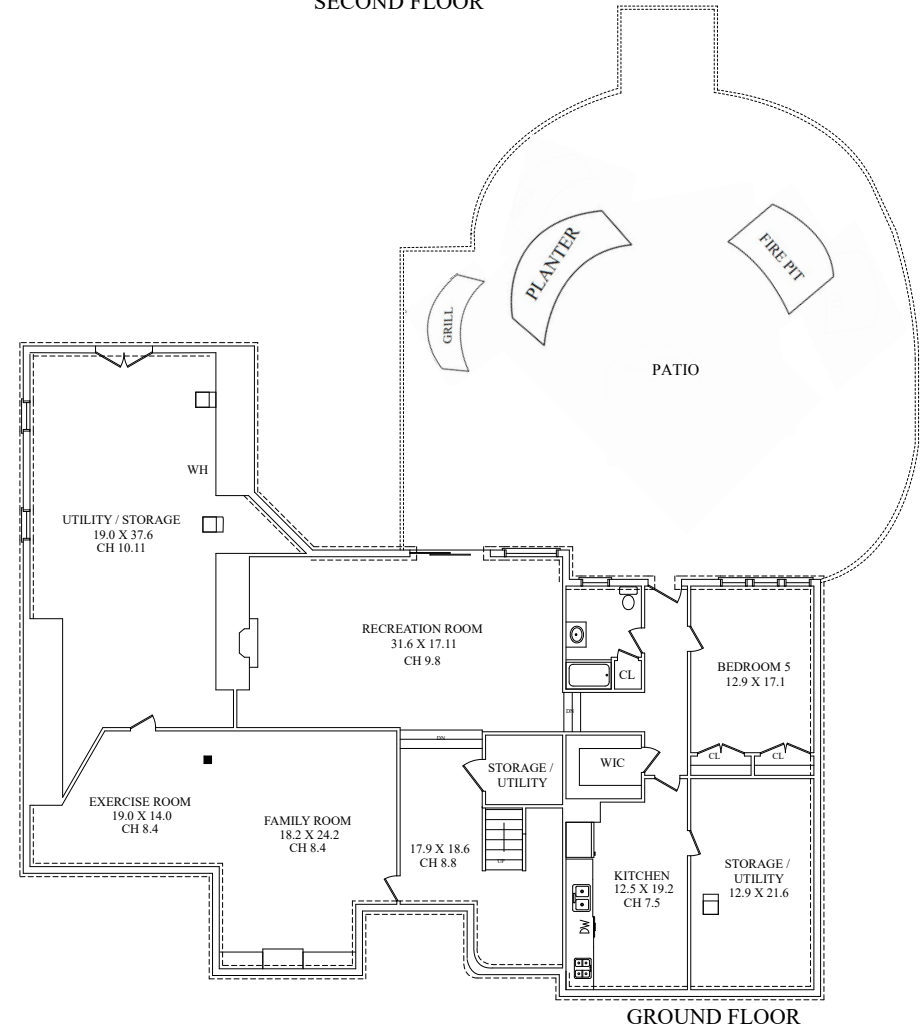 SECOND FLOOR
PLANTER
FIRE PIT
GRILL
PATIO
WH
UTILITY / STORAGE
19.0 X 37.6
CH 10.11
RECREATION ROOM
31.6 X 17.11
CH 9.8
CL
BEDROOM 5
12.9 X 17.1
DN
DN
CL
CL
WIC
STORAGE /
UTILITY
EXERCISE ROOM
19.0 X 14.0
CH 8.4
FAMILY ROOM
18.2 X 24.2
CH 8.4
17.9 X 18.6
CH 8.8
UP
KITCHEN
12.5 X 19.2
CH 7.5
DW
STORAGE /
UTILITY
12.9 X 21.6
GROUND FLOOR